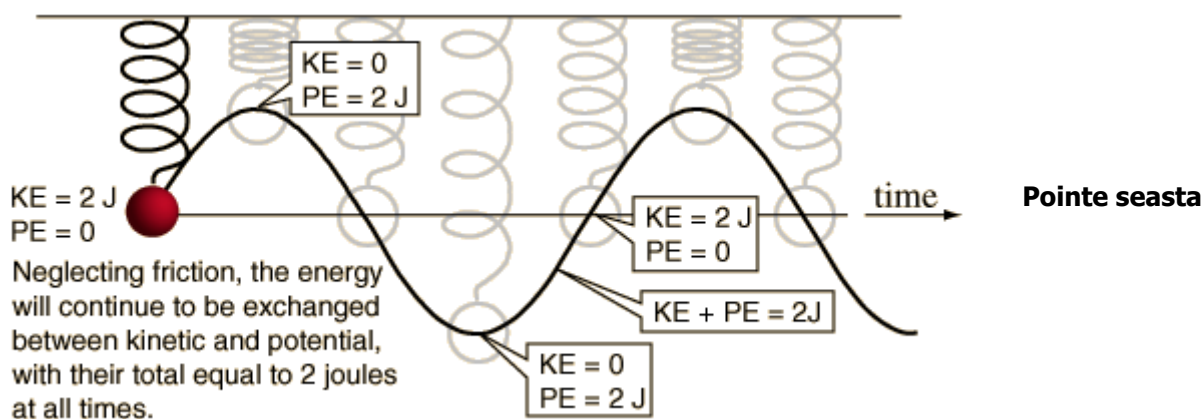 KE = 0
PE = 2 J
KE = 2 J
PE = 0
time
Pointe seasta
KE = 2 J
PE = 0
Neglecting friction, the energy
will continue to be exchanged
between kinetic and potential,
with their total equal to 2 joules
at all times.
KE + PE = 2J
KE = 0
PE = 2 J